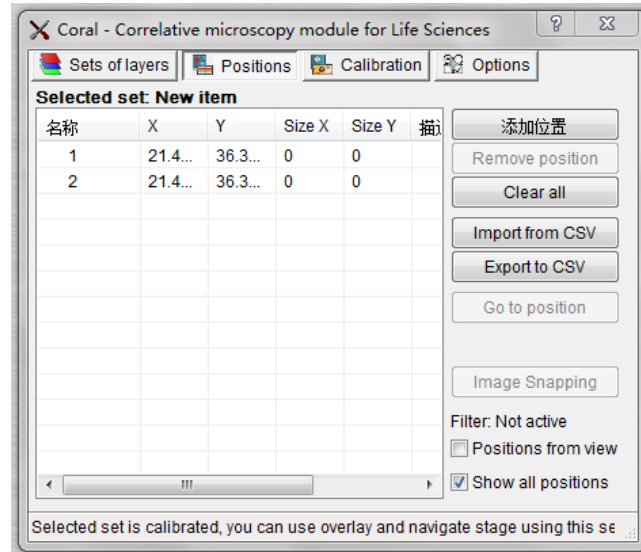 Coral - Correlative microscopy module for Life Sciences
Sets of layers Positions Calibration Options
Selected set: New item
名称 X Y Size X Size Y
1 21.4... 36.3... 0 0
2 21.4... 36.3... 0 0
添加位置
Remove position
Clear all
Import from CSV
Export to CSV
Go to position
Image Snapping
Filter: Not active
Positions from view
Show all positions
Selected set is calibrated, you can use overlay and navigate stage using this se